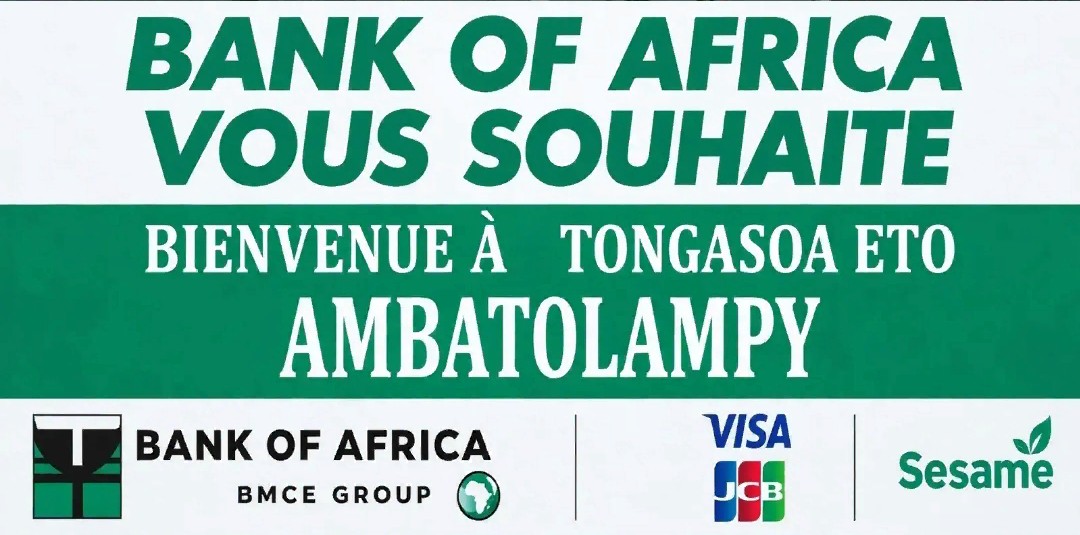 BANK OF AFRICA
VOUS SOUHAITE
BIENVENUE À TONGASOA ETO
AMBATOLAMPY
BANK OF AFRICA
BMCE GROUP
VISA
JCB
Sesame